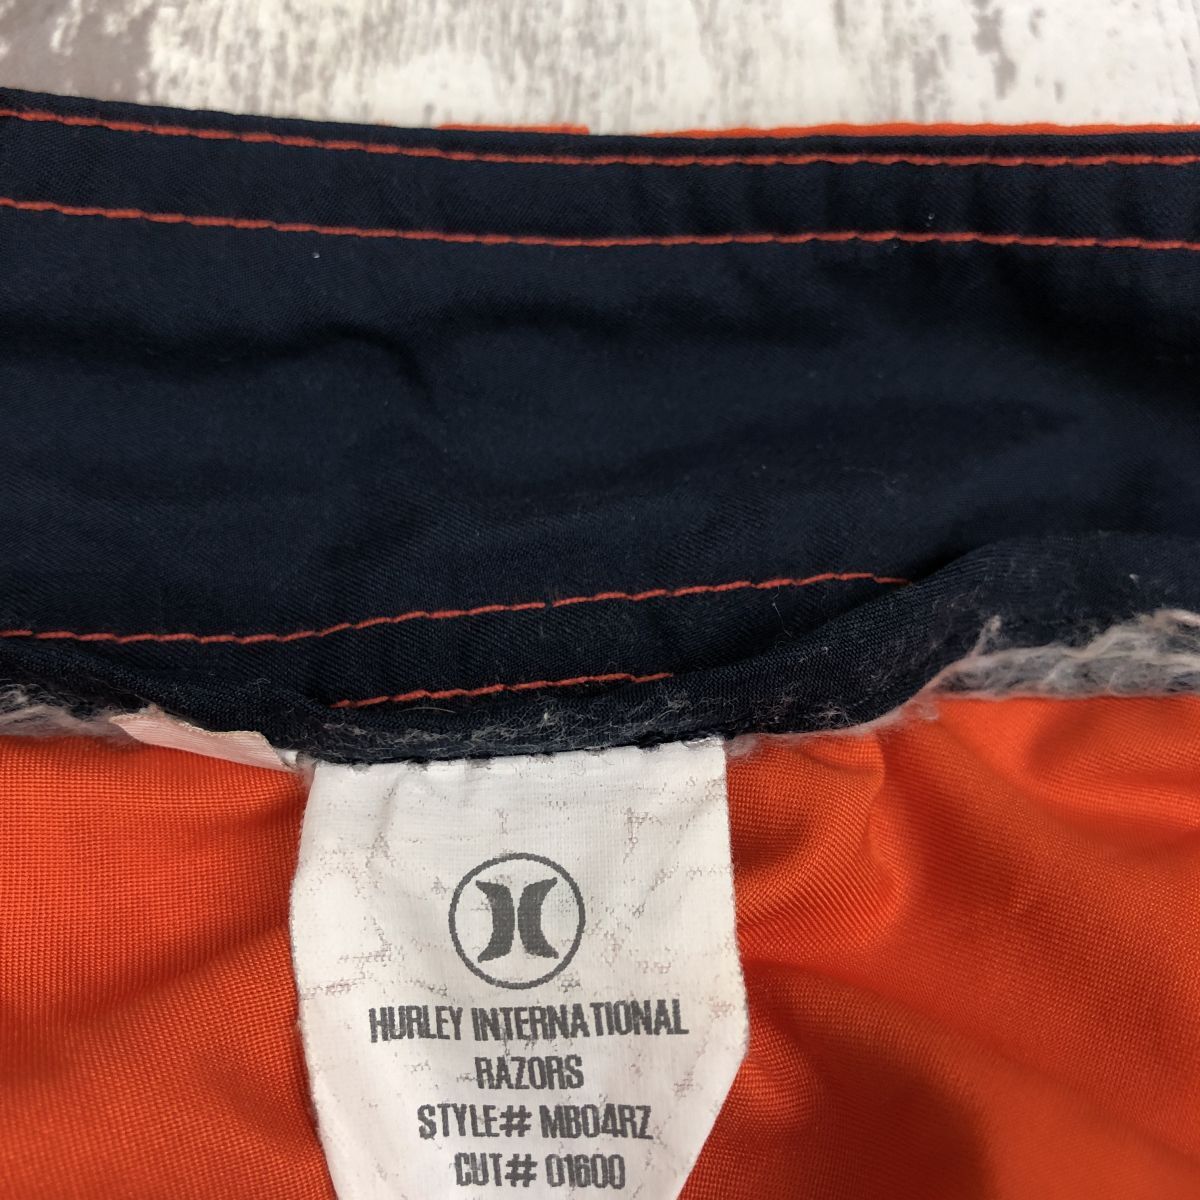 HURLEY INTERNATIONAL
RAZORS
STYLE# MB04RZ
CUT# 01600